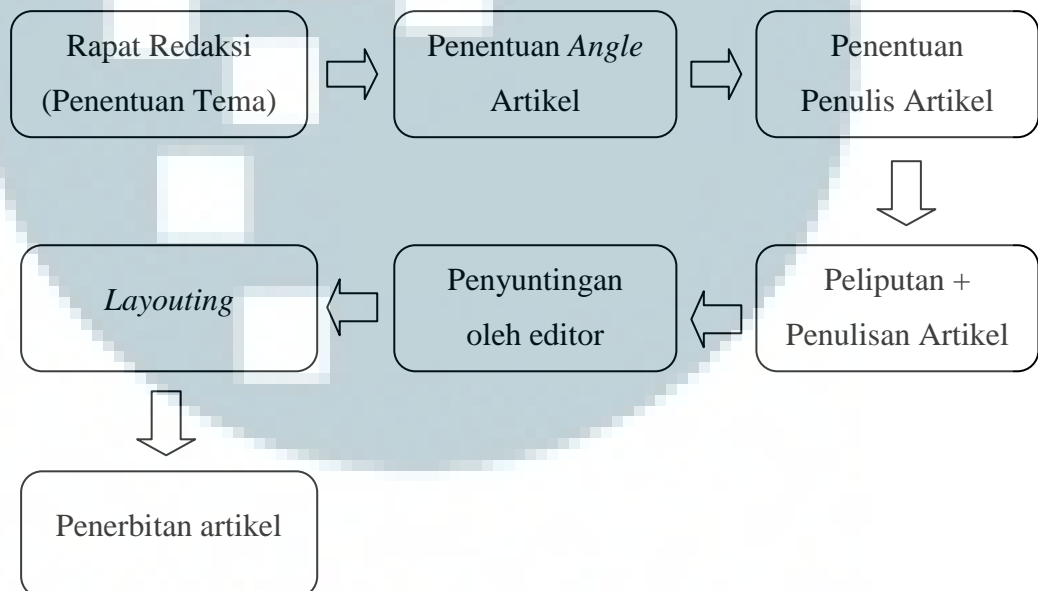 Rapat Redaksi
(Penentuan Tema)
Penentuan Angle
Artikel
Penentuan
Penulis Artikel
Peliputan +
Penulisan Artikel
Penyuntingan
oleh editor
Layouting
Penerbitan artikel